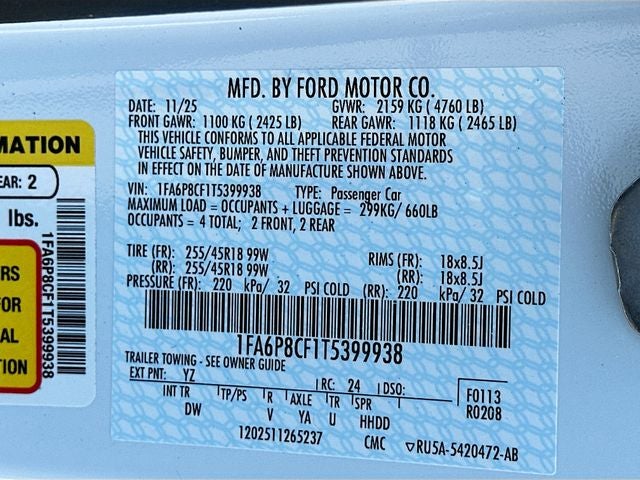 MFD. BY FORD MOTOR CO.
DATE: 11/25 GVWR: 2159 KG ( 4760 LB)
FRONT GAWR: 1100 KG ( 2425 LB) REAR GAWR: 1118 KG ( 2465 LB)
THIS VEHICLE CONFORMS TO ALL APPLICABLE FEDERAL MOTOR
VEHICLE SAFETY, BUMPER, AND THEFT PREVENTION STANDARDS
IN EFFECT ON THE DATE OF MANUFACTURE SHOWN ABOVE.
VIN: 1FA6P8CF1T5399938 TYPE: Passenger Car
MAXIMUM LOAD = OCCUPANTS + LUGGAGE = 299KG/ 660LB
OCCUPANTS = 4 TOTAL; 2 FRONT, 2 REAR
TIRE (FR): 255/45R18 99W RIMS (FR): 18x8.5J
(RR): 255/45R18 99W (RR): 18x8.5J
PRESSURE (FR): 220 kPa/ 32 PSI COLD (RR): 220 kPa/ 32 PSI COLD
1FA6P8CF1T5399938
TRAILER TOWING - SEE OWNER GUIDE
EXT PNT: YZ RC: 24 DSO: F0113
INT TR TP/PS R AXLE TR SPR R0208
DW V YA U HHDD
1202511265237 CMC ▽RU5A-5420472-AB
MATION
EAR: 2
lbs.
RS
FOR
AL
TION
1FA6P8CF1T5399938